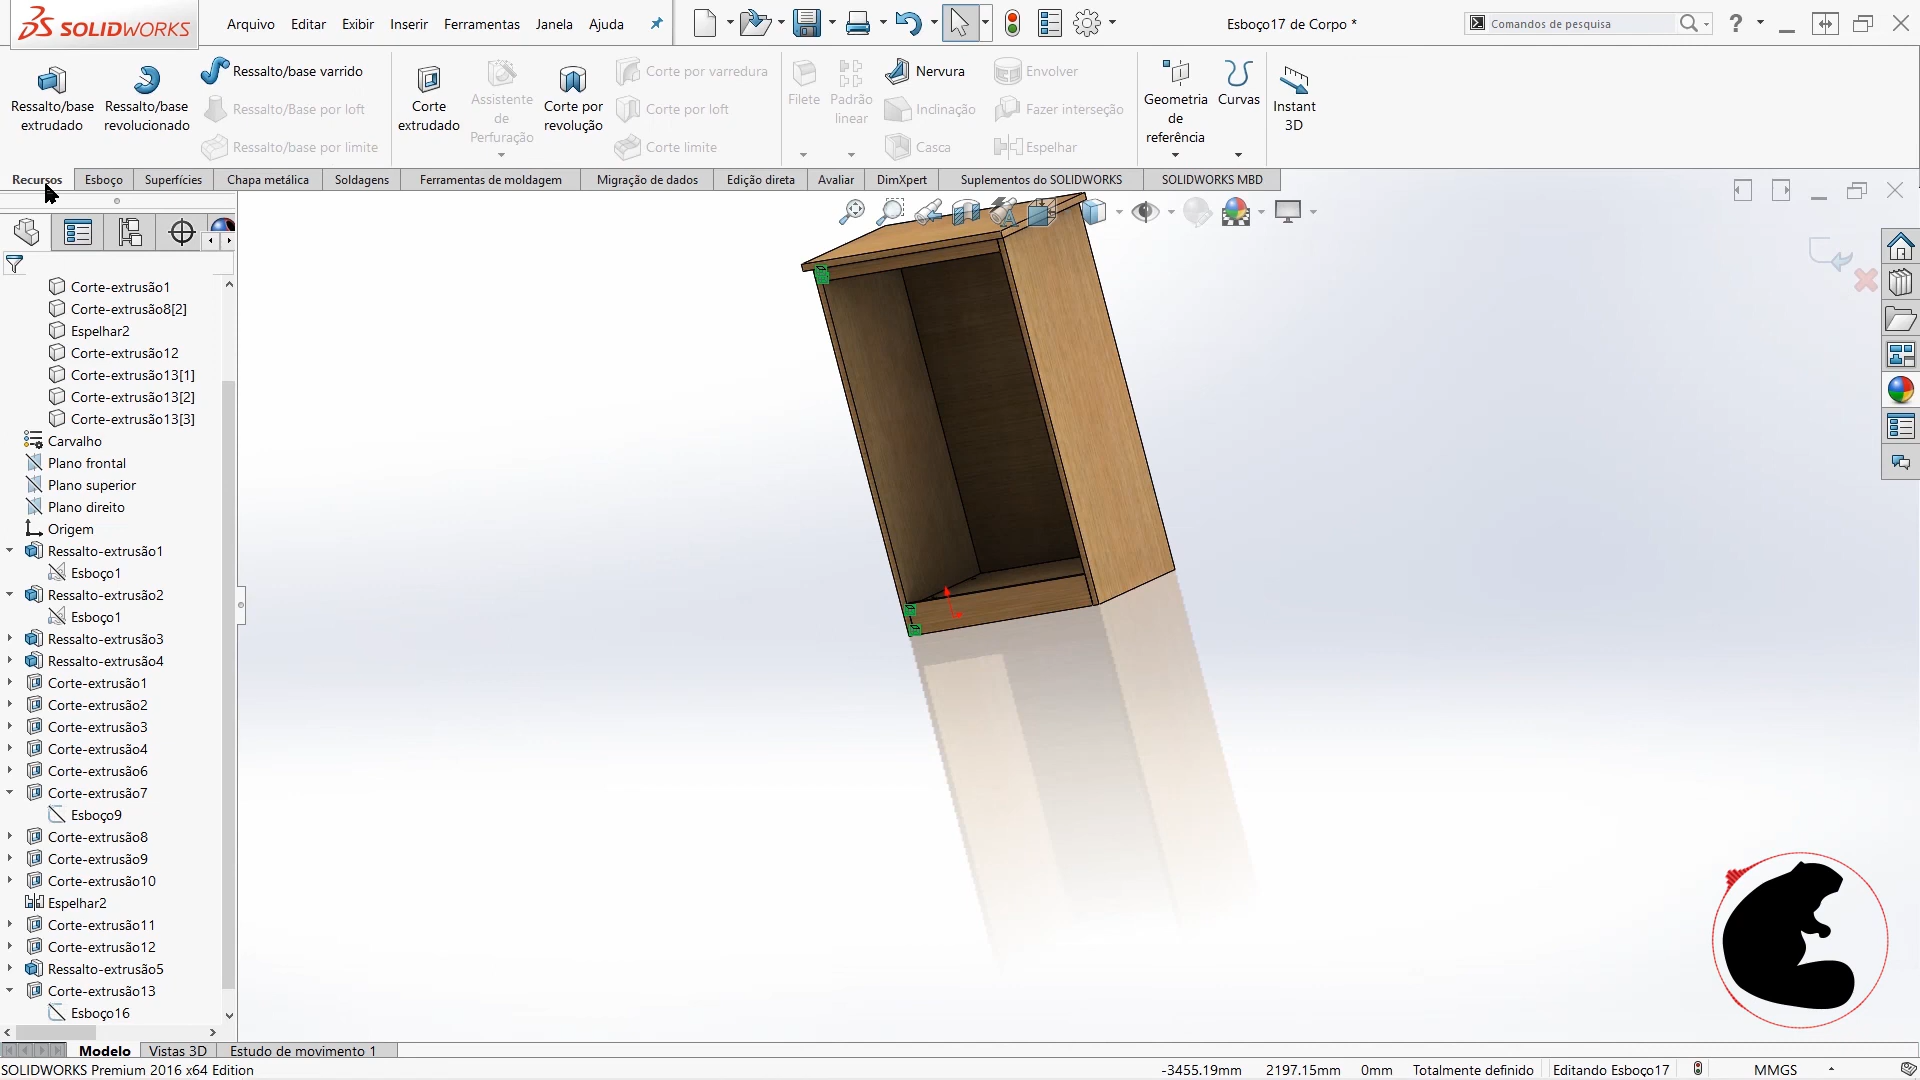 SOLIDWORKS
Arquivo Editar Exibir Inserir Ferramentas Janela Ajuda
Esboço17 de Corpo *
Comandos de pesquisa
?
Ressalto/base extrudado
Ressalto/base revolucionado
Ressalto/base varrido
Ressalto/Base por loft
Ressalto/base por limite
Corte extrudado
Assistente de Perfuração
Corte por revolução
Corte por varredura
Corte por loft
Corte limite
Filete
Padrão linear
Nervura
Inclinação
Casca
Envolver
Fazer interseção
Espelhar
Geometria de referência
Curvas
Instant 3D
Recursos Esboço Superfícies Chapa metálica Soldagens Ferramentas de moldagem Migração de dados Edição direta Avaliar DimXpert Suplementos do SOLIDWORKS SOLIDWORKS MBD
Corte-extrusão1
Corte-extrusão8[2]
Espelhar2
Corte-extrusão12
Corte-extrusão13[1]
Corte-extrusão13[2]
Corte-extrusão13[3]
Carvalho
Plano frontal
Plano superior
Plano direito
Origem
Ressalto-extrusão1
Esboço1
Ressalto-extrusão2
Esboço1
Ressalto-extrusão3
Ressalto-extrusão4
Corte-extrusão1
Corte-extrusão2
Corte-extrusão3
Corte-extrusão4
Corte-extrusão6
Corte-extrusão7
Esboço9
Corte-extrusão8
Corte-extrusão9
Corte-extrusão10
Espelhar2
Corte-extrusão11
Corte-extrusão12
Ressalto-extrusão5
Corte-extrusão13
Esboço16
Modelo Vistas 3D Estudo de movimento 1
SOLIDWORKS Premium 2016 x64 Edition
-3455.19mm 2197.15mm 0mm Totalmente definido Editando Esboço17 MMGS